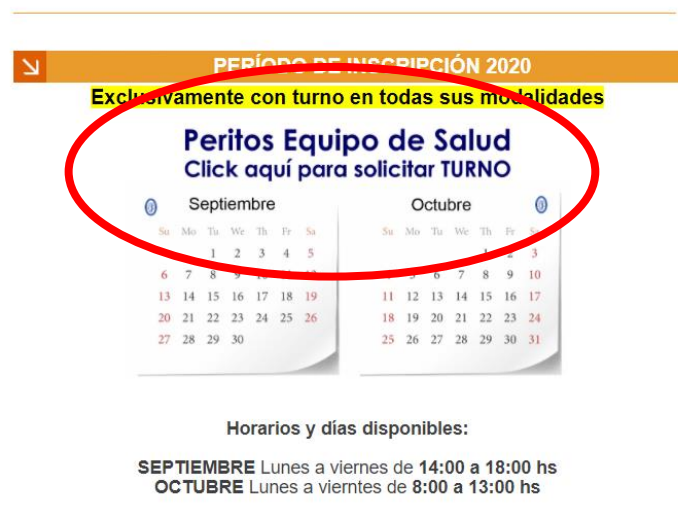 PERÍODO DE INSCRIPCIÓN 2020
Exclusivamente con turno en todas sus modalidades
Peritos Equipo de Salud
Click aquí para solicitar TURNO
Septiembre
Su Mo Tu We Th Fr Sa
1 2 3 4 5
6 7 8 9
13 14 15 16 17 18 19
20 21 22 23 24 25 26
27 28 29 30
Octubre
Su Mo Tu We Th Fr Sa
1 2 3
5 6 7 8 9 10
11 12 13 14 15 16 17
18 19 20 21 22 23 24
25 26 27 28 29 30 31
Horarios y días disponibles:
SEPTIEMBRE Lunes a viernes de 14:00 a 18:00 hs
OCTUBRE Lunes a vierntes de 8:00 a 13:00 hs